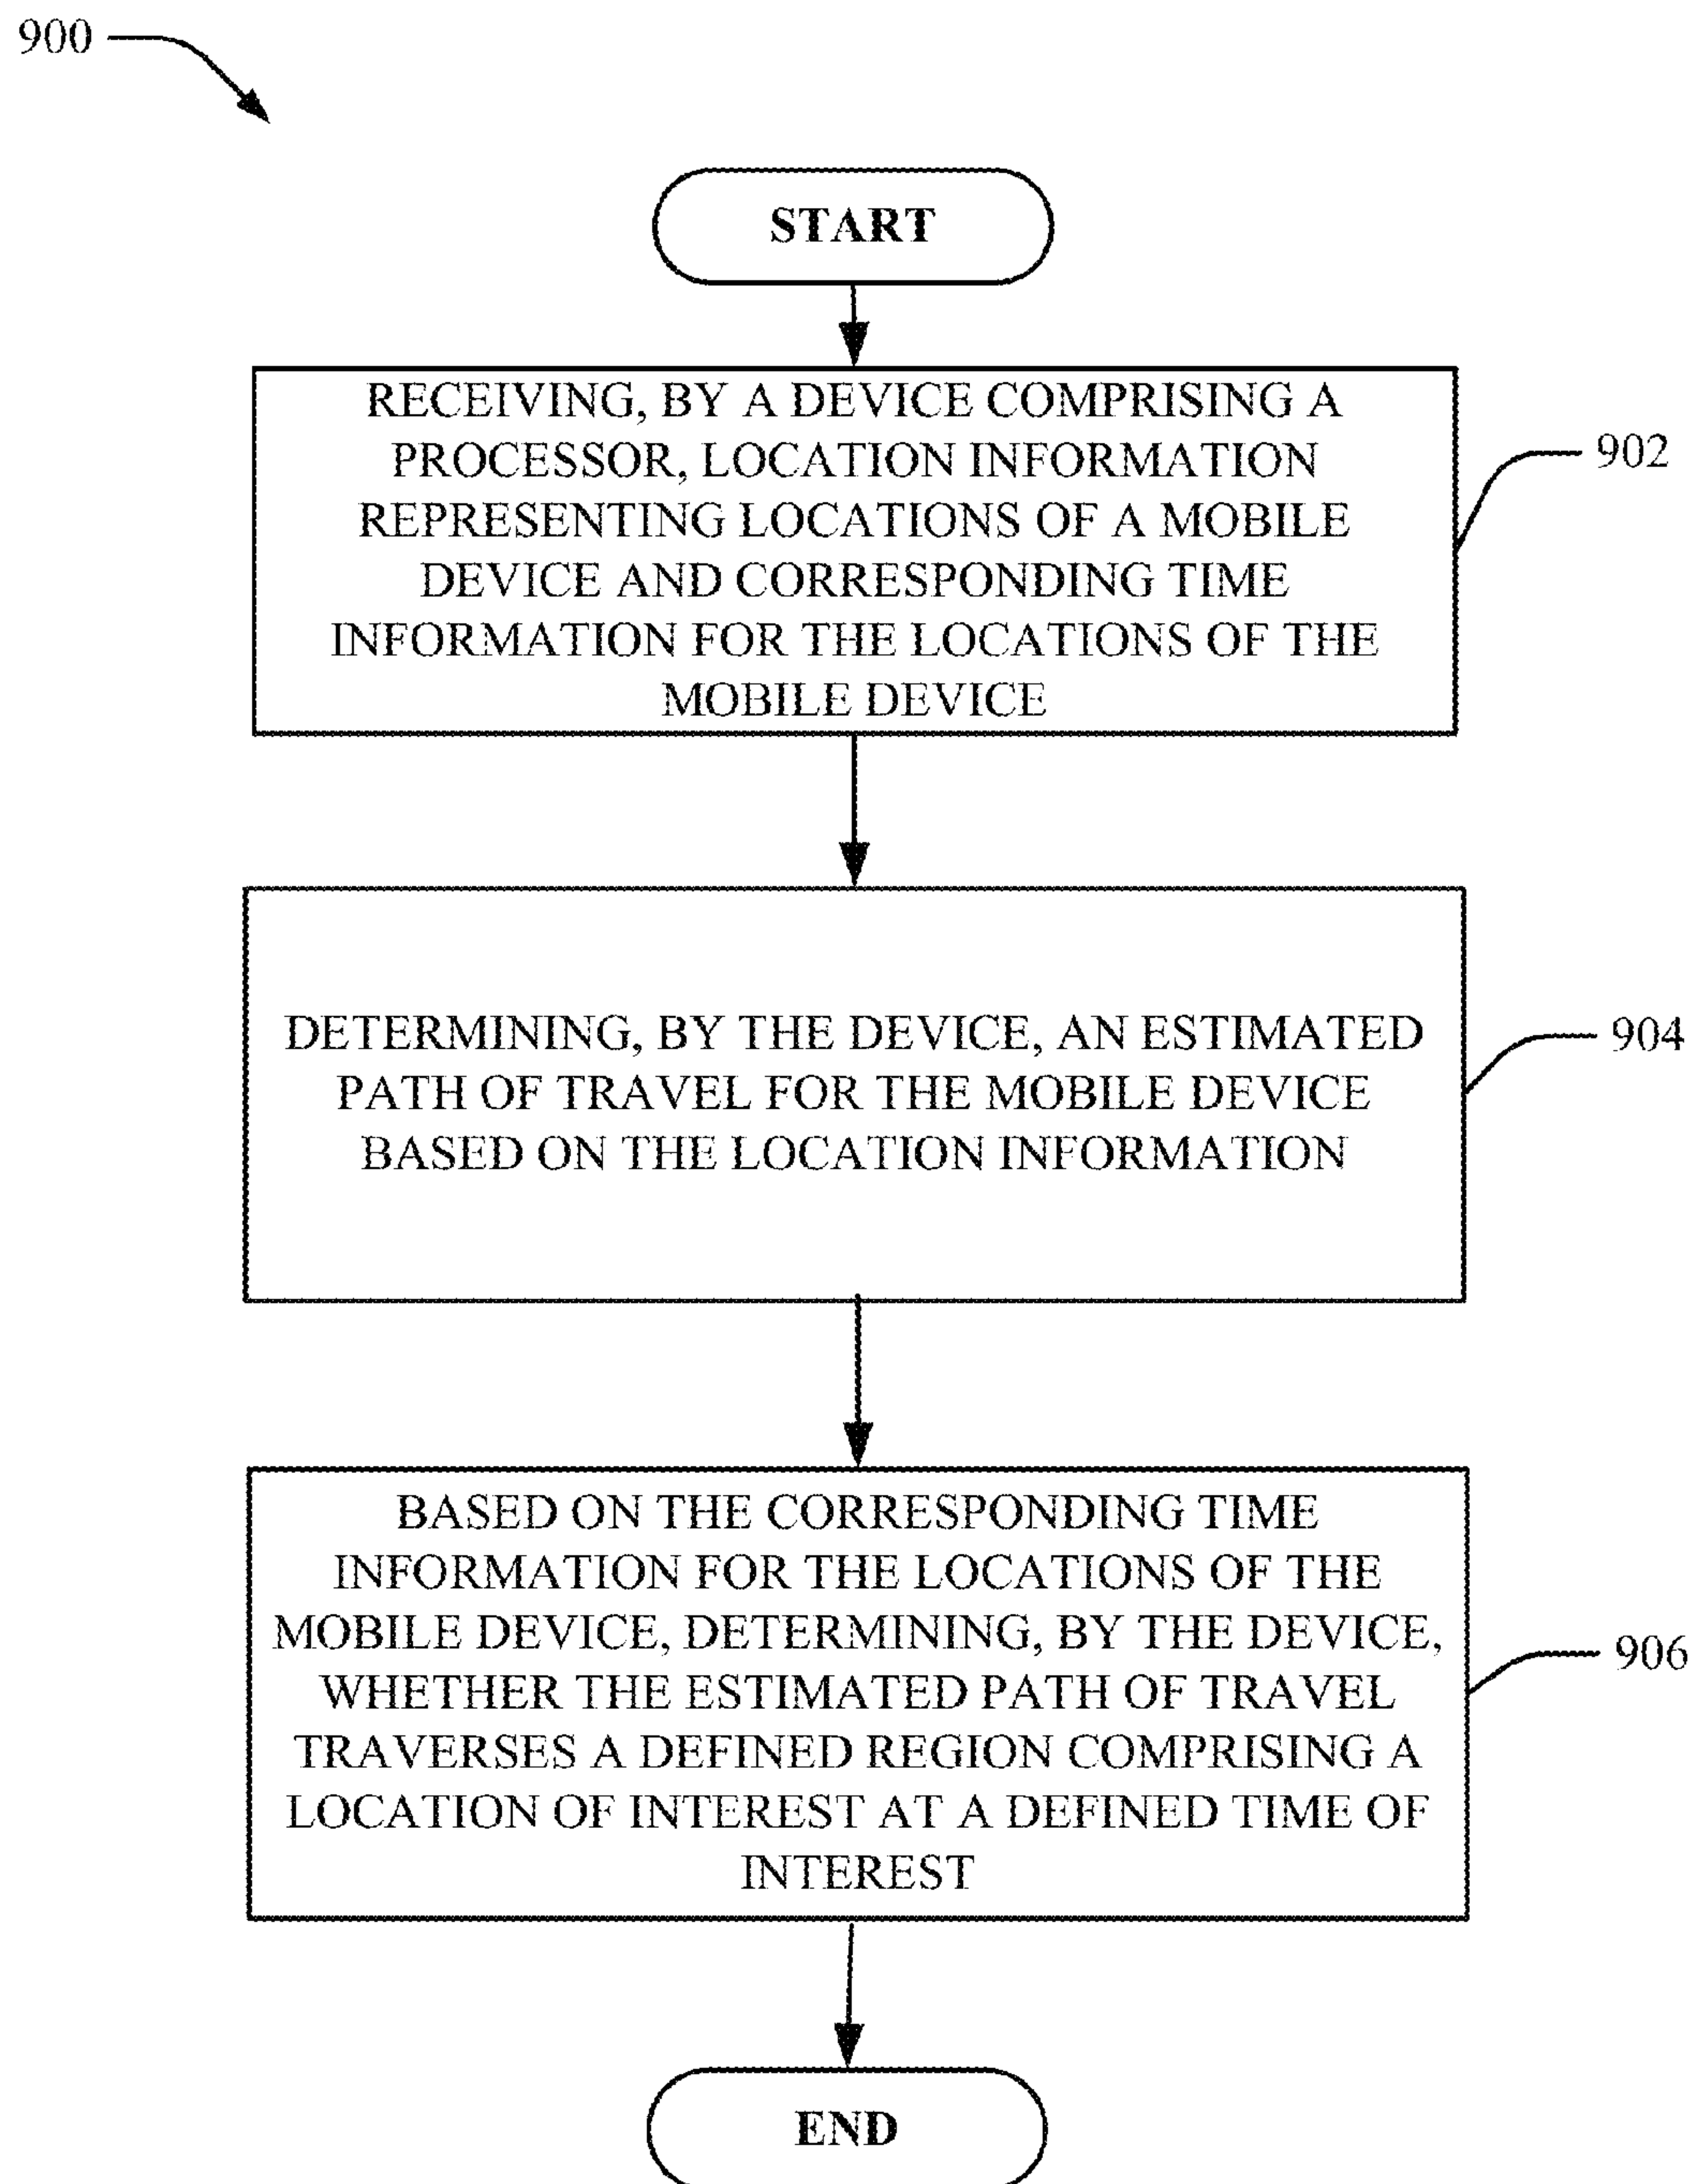 900
START
RECEIVING, BY A DEVICE COMPRISING A
PROCESSOR, LOCATION INFORMATION
REPRESENTING LOCATIONS OF A MOBILE
DEVICE AND CORRESPONDING TIME
INFORMATION FOR THE LOCATIONS OF THE
MOBILE DEVICE
902
DETERMINING, BY THE DEVICE, AN ESTIMATED
PATH OF TRAVEL FOR THE MOBILE DEVICE
BASED ON THE LOCATION INFORMATION
904
BASED ON THE CORRESPONDING TIME
INFORMATION FOR THE LOCATIONS OF THE
MOBILE DEVICE, DETERMINING, BY THE DEVICE,
WHETHER THE ESTIMATED PATH OF TRAVEL
TRAVERSES A DEFINED REGION COMPRISING A
LOCATION OF INTEREST AT A DEFINED TIME OF
INTEREST
906
END